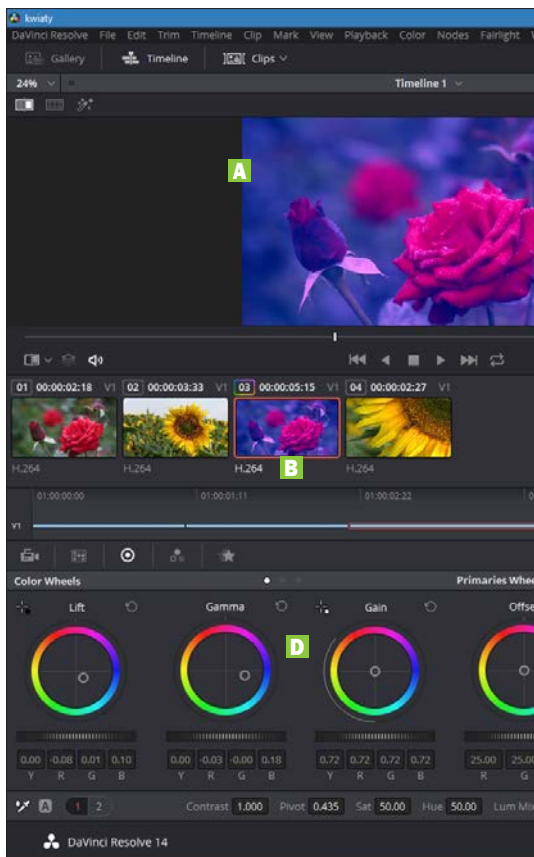 kwiaty
DaVinci Resolve File Edit Trim Timeline Clip Mark View Playback Color Nodes Fairlight
Gallery Timeline Clips
24% Timeline 1
A
01 00:00:02:18 V1 02 00:00:03:33 V1 03 00:00:05:15 V1 04 00:00:02:27 V1
H.264 H.264 H.264 H.264
B
01:00:00:00 01:00:01:11 01:00:02:22
V1
Color Wheels Primaries Whee
Lift Gamma Gain Offse
D
0.00 -0.08 0.01 0.10 0.00 -0.03 -0.00 0.18 0.72 0.72 0.72 0.72 25.00 25.0
Y R G B Y R G B Y R G B R G
A 1 2 Contrast 1.000 Pivot 0.435 Sat 50.00 Hue 50.00 Lum Mix
DaVinci Resolve 14